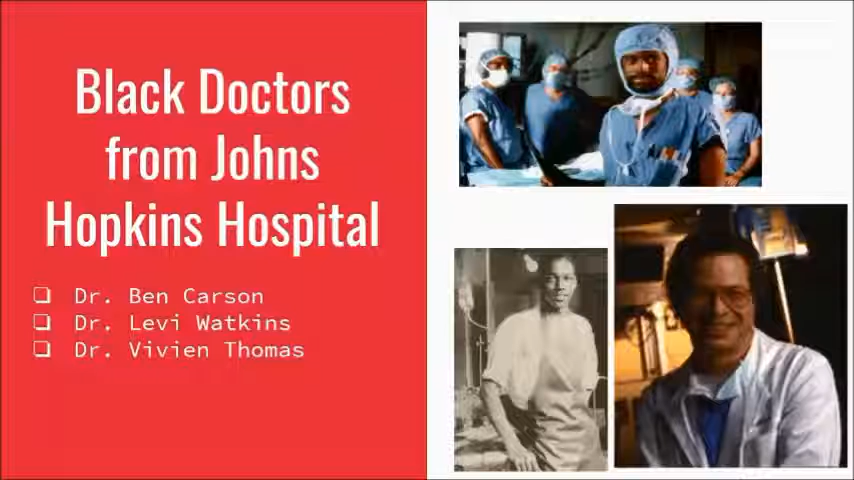 Black Doctors
from Johns
Hopkins Hospital
❏ Dr. Ben Carson
❏ Dr. Levi Watkins
❏ Dr. Vivien Thomas